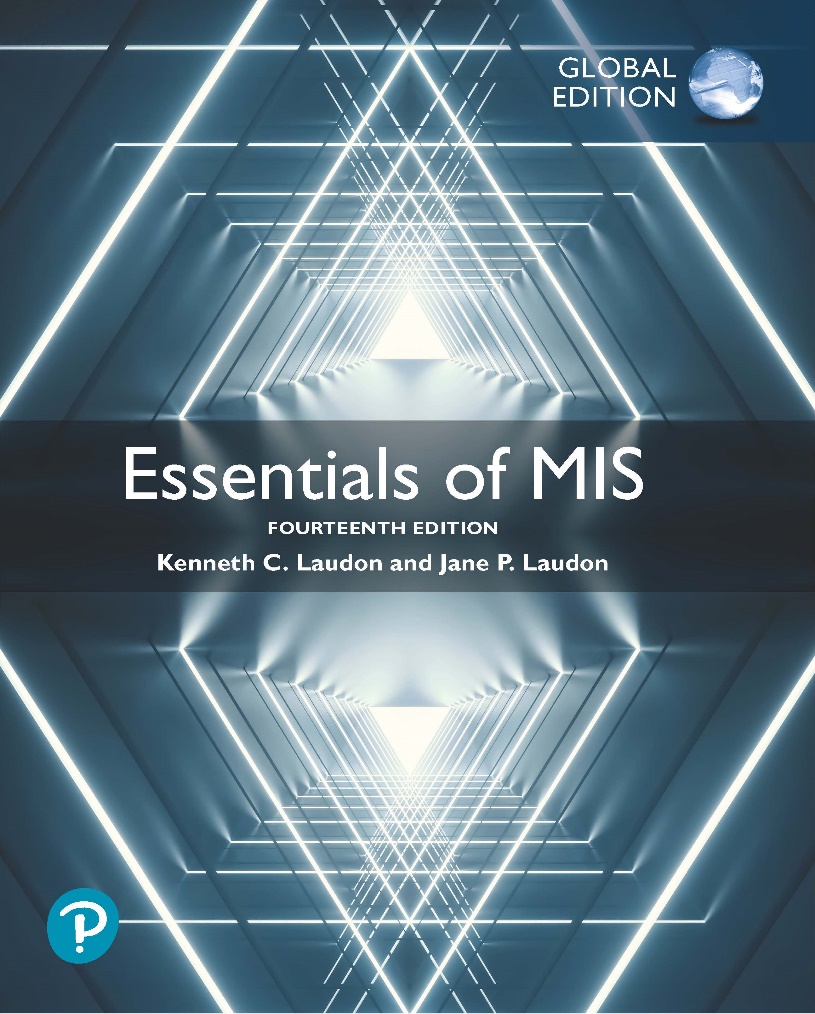 GLOBAL
EDITION
Essentials of MIS
FOURTEENTH EDITION
Kenneth C. Laudon and Jane P. Laudon
P